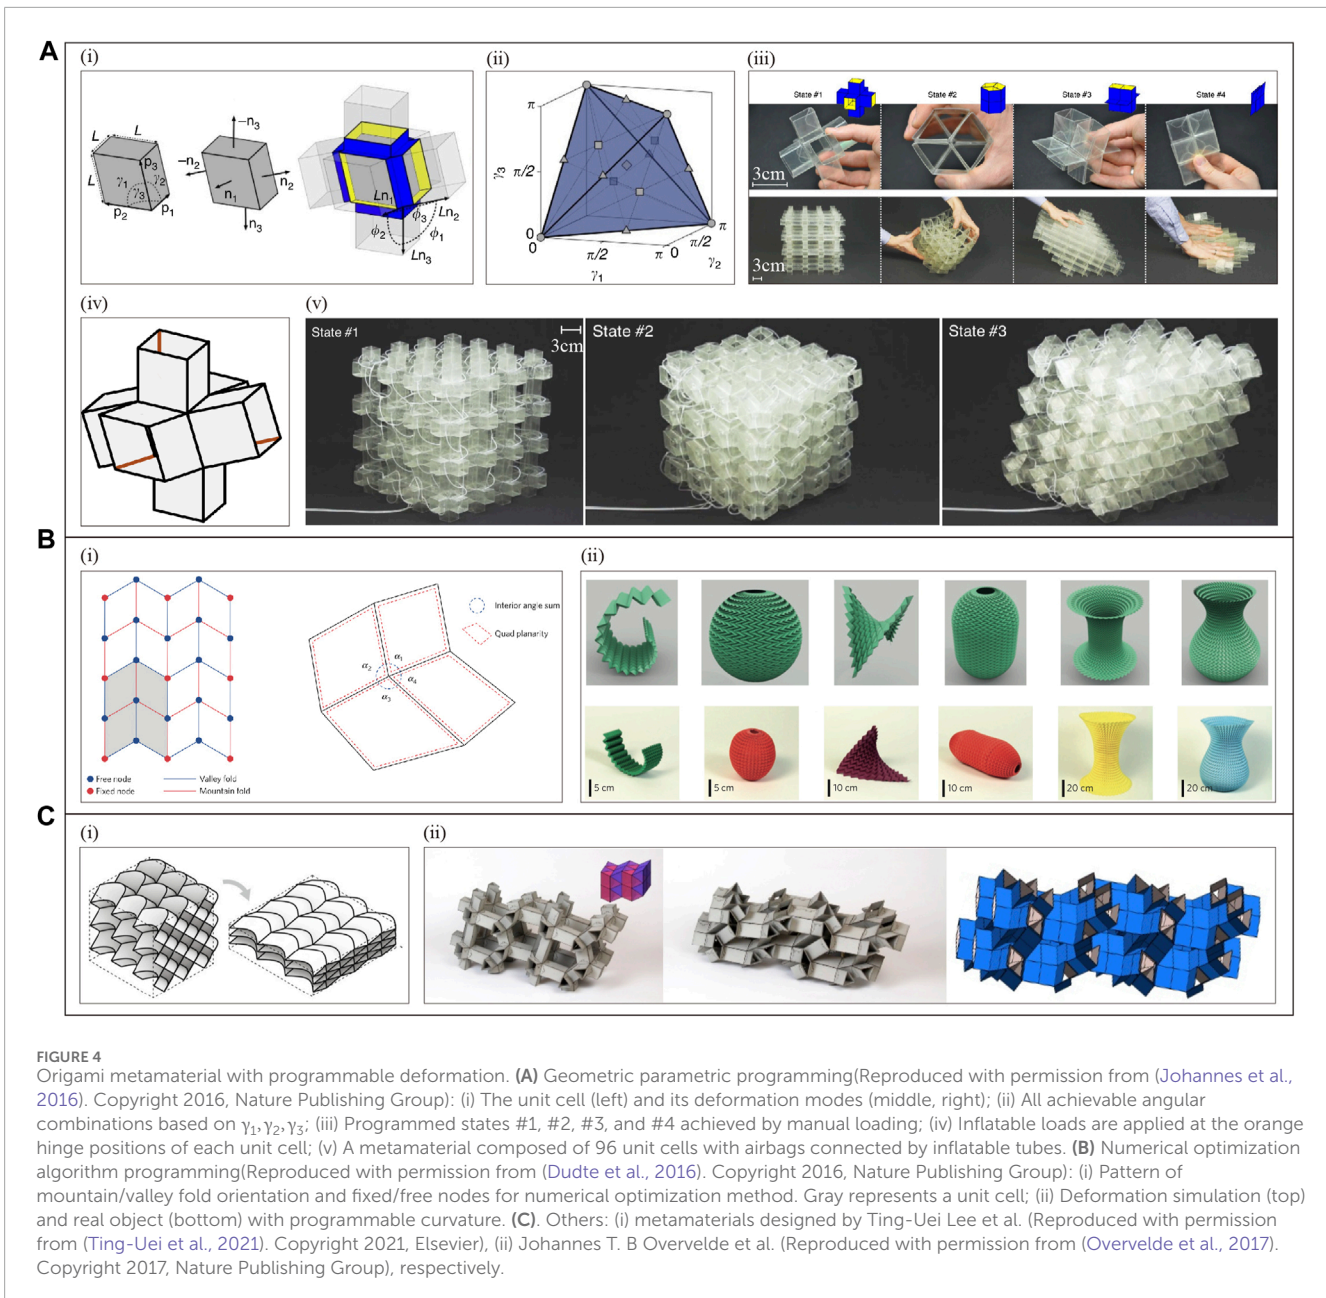 A
(i)
(ii)
(iii)
L
L
L
p₃
γ₁
γ₂
γ₃
p₂
p₁
−n₃
−n₂
n₁
n₂
n₃
Ln₁
Ln₂
ϕ₃
ϕ₂
ϕ₁
Ln₃
π
γ₃ π/2
0
0
π/2
π
0
π/2
π
γ₁
γ₂
State #1
State #2
State #3
State #4
3cm
3cm
(iv)
(v)
State #1
3cm
State #2
State #3
B
(i)
(ii)
Inferior angle sum
Quad planarity
α₁
α₂
α₃
α₄
Free node
Valley fold
Fixed node
Mountain fold
5 cm
5 cm
10 cm
10 cm
20 cm
20 cm
C
(i)
(ii)
FIGURE 4
Origami metamaterial with programmable deformation. (A) Geometric parametric programming(Reproduced with permission from (Johannes et al.,
2016). Copyright 2016, Nature Publishing Group): (i) The unit cell (left) and its deformation modes (middle, right); (ii) All achievable angular
combinations based on γ₁,γ₂,γ₃; (iii) Programmed states #1, #2, #3, and #4 achieved by manual loading; (iv) Inflatable loads are applied at the orange
hinge positions of each unit cell; (v) A metamaterial composed of 96 unit cells with airbags connected by inflatable tubes. (B) Numerical optimization
algorithm programming(Reproduced with permission from (Dudte et al., 2016). Copyright 2016, Nature Publishing Group): (i) Pattern of
mountain/valley fold orientation and fixed/free nodes for numerical optimization method. Gray represents a unit cell; (ii) Deformation simulation (top)
and real object (bottom) with programmable curvature. (C). Others: (i) metamaterials designed by Ting-Uei Lee et al. (Reproduced with permission
from (Ting-Uei et al., 2021). Copyright 2021, Elsevier), (ii) Johannes T. B Overvelde et al. (Reproduced with permission from (Overvelde et al., 2017).
Copyright 2017, Nature Publishing Group), respectively.